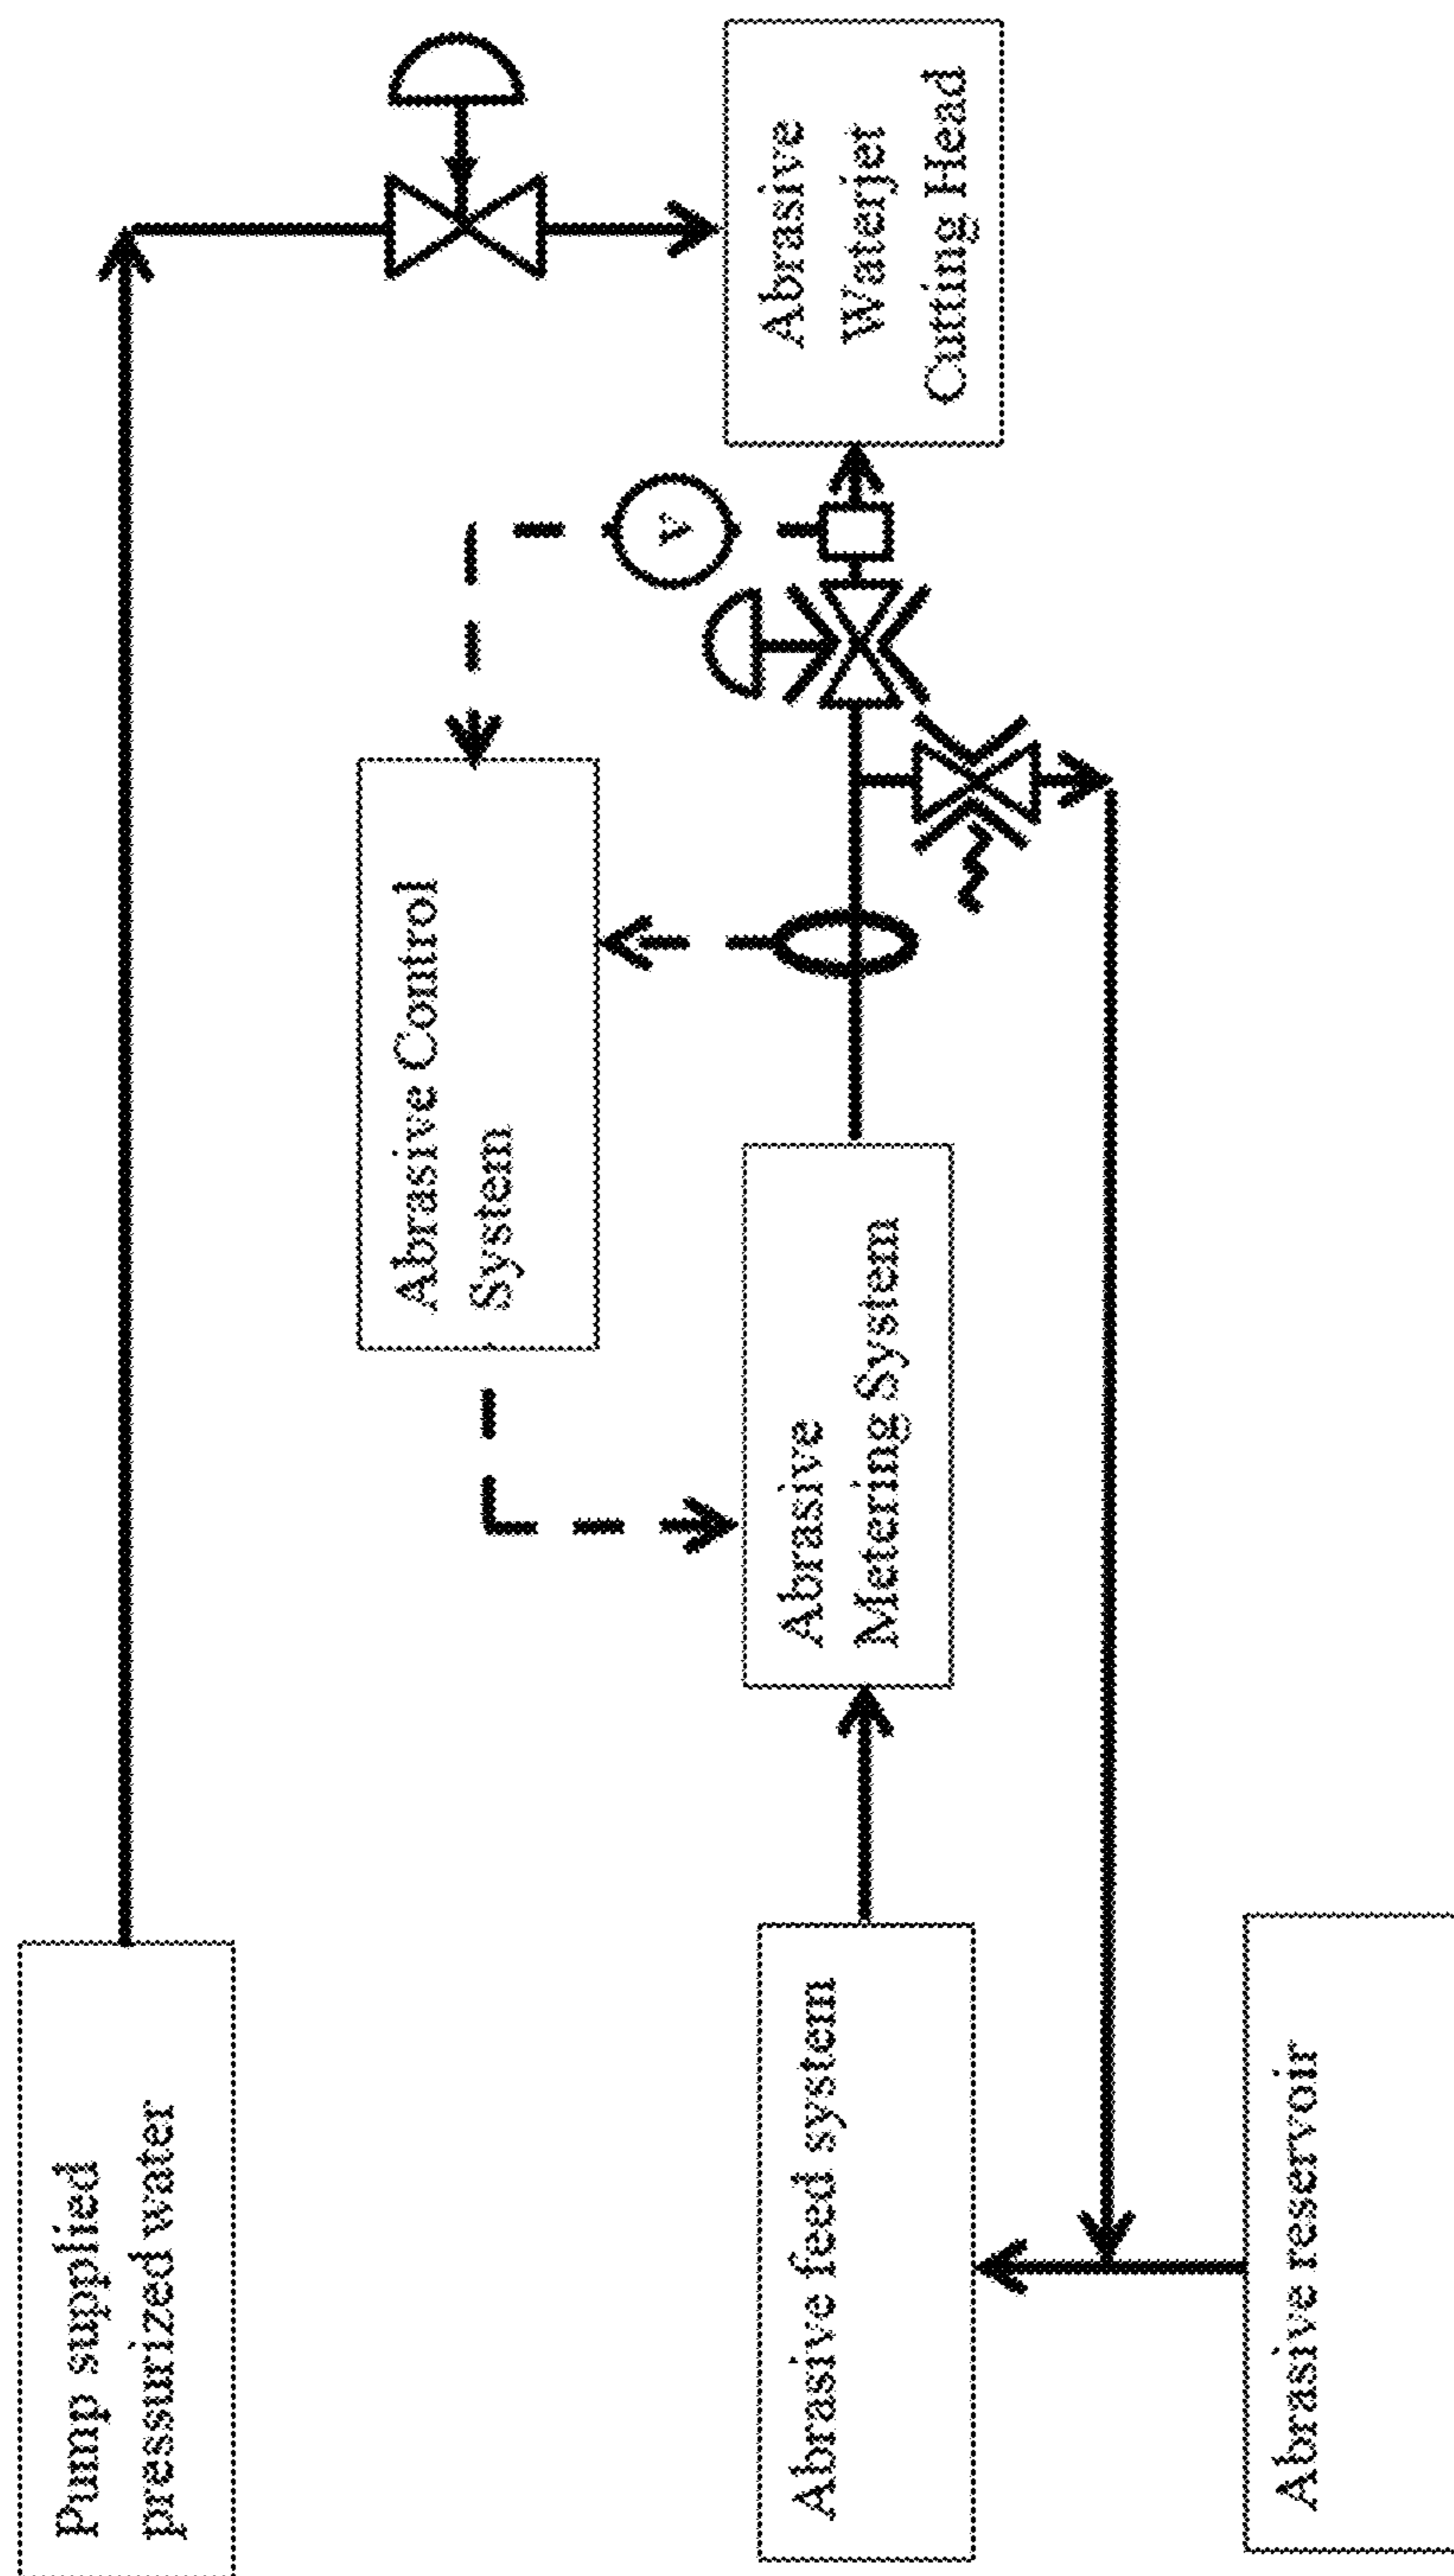 Pump supplied
pressurized water
Abrasive Control
System
A
Abrasive
Waterjet
Cutting Head
Abrasive
Metering System
Abrasive feed system
Abrasive reservoir